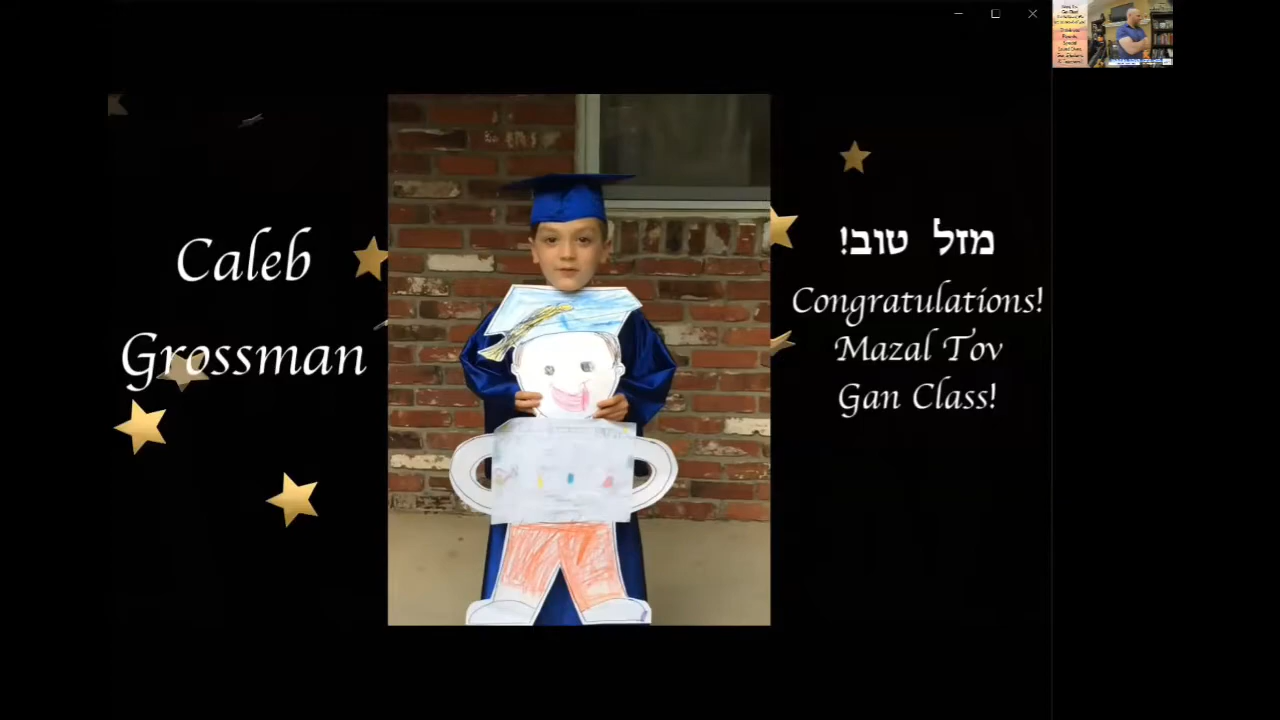 Caleb
Grossman
מזל טוב!
Congratulations!
Mazal Tov
Gan Class!